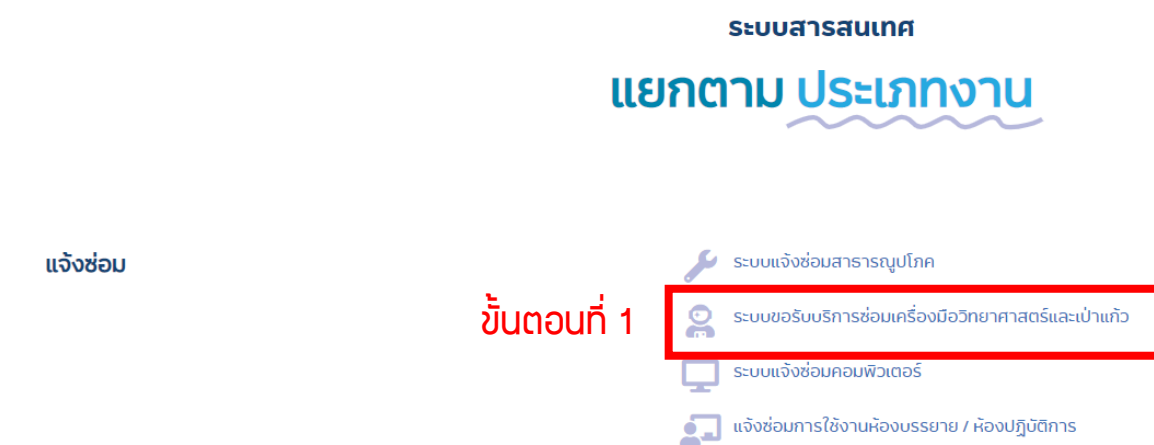 ระบบสารสนเทศ
แยกตาม ประเภทงาน
แจ้งซ่อม
ระบบแจ้งซ่อมสาธารณูปโภค
ขั้นตอนที่ 1
ระบบขอรับบริการซ่อมเครื่องมือวิทยาศาสตร์และเป่าแก้ว
ระบบแจ้งซ่อมคอมพิวเตอร์
แจ้งซ่อมการใช้งานห้องบรรยาย / ห้องปฏิบัติการ